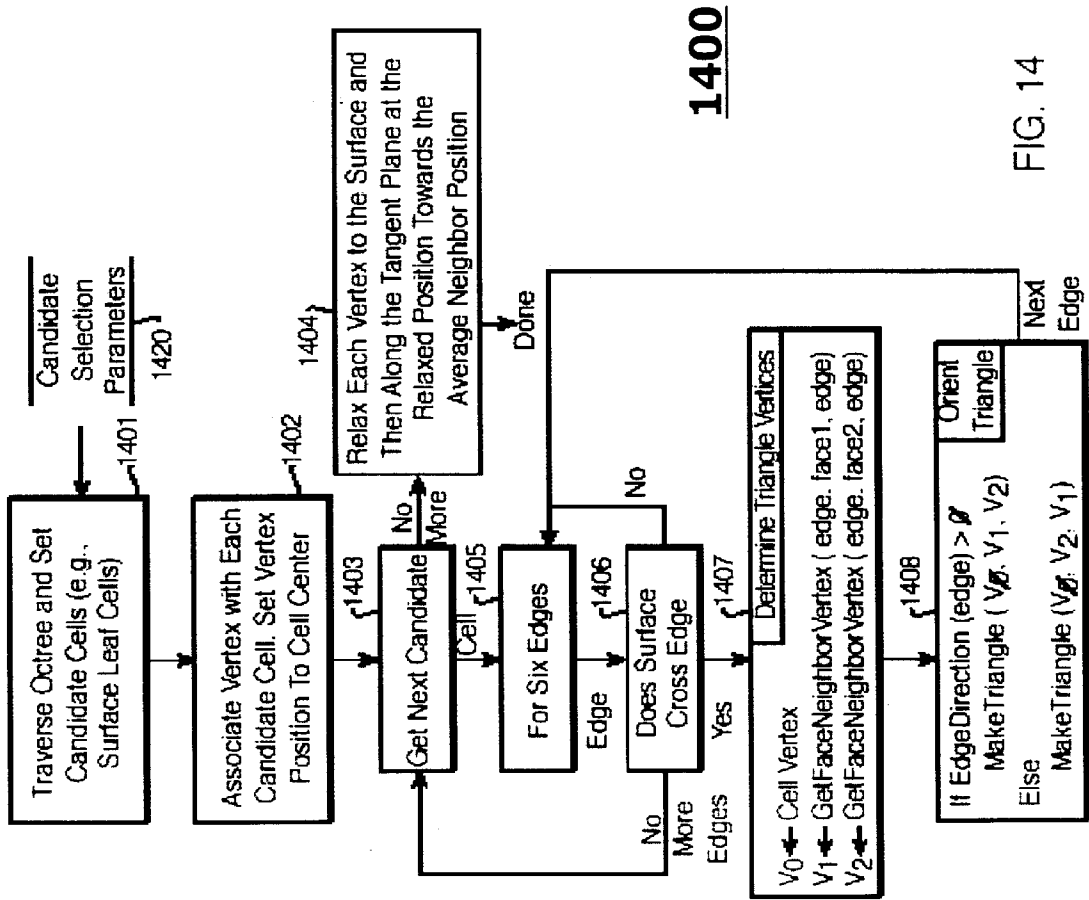 Candidate
Selection
Parameters
1420
1401
Traverse Octree and Set
Candidate Cells (e.g.,
Surface Leaf Cells)
1402
Associate Vertex with Each
Candidate Cell. Set Vertex
Position To Cell Center
1403
Get Next Candidate
No
More
1404
Relax Each Vertex to the Surface and
Then Along the Tangent Plane at the
Relaxed Position Towards the
Average Neighbor Position
Done
Cell
1405
For Six Edges
Edge
1406
Does Surface
Cross Edge
No
No
More
Edges
Yes
1407
Determine Triangle Vertices
V0 ← Cell Vertex
V1 ← GetFaceNeighborVertex ( edge. face1, edge)
V2 ← GetFaceNeighborVertex ( edge. face2, edge)
1408
Orient
Triangle
If EdgeDirection (edge) > 0
MakeTriangle (V0, V1, V2)
Else
MakeTriangle (V0, V2, V1)
Next
Edge
1400
FIG. 14